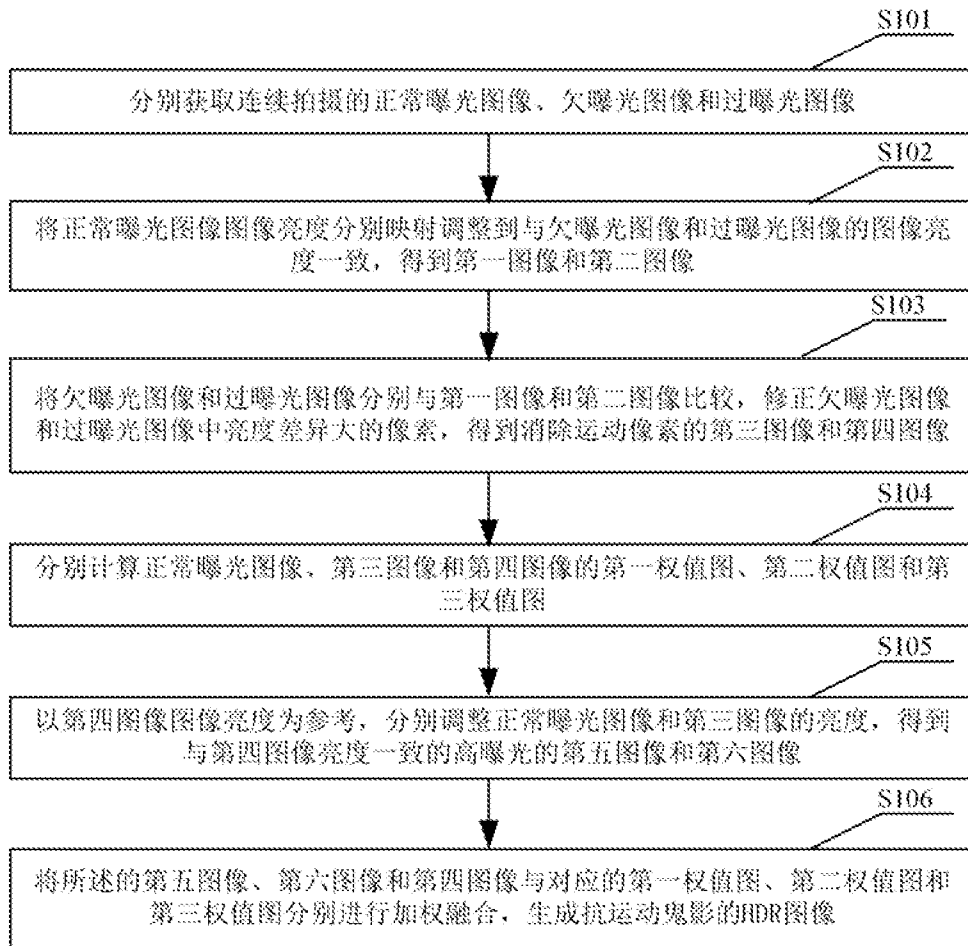 S101
分别获取连续拍摄的正常曝光图像、欠曝光图像和过曝光图像
S102
将正常曝光图像图像亮度分别映射调整到与欠曝光图像和过曝光图像的图像亮
度一致，得到第一图像和第二图像
S103
将欠曝光图像和过曝光图像分别与第一图像和第二图像比较，修正欠曝光图像
和过曝光图像中亮度差异大的像素，得到消除运动像素的第三图像和第四图像
S104
分别计算正常曝光图像、第三图像和第四图像的第一权值图、第二权值图和第
三权值图
S105
以第四图像图像亮度为参考，分别调整正常曝光图像和第三图像的亮度，得到
与第四图像亮度一致的高曝光的第五图像和第六图像
S106
将所述的第五图像、第六图像和第四图像与对应的第一权值图、第二权值图和
第三权值图分别进行加权融合，生成抗运动鬼影的HDR图像